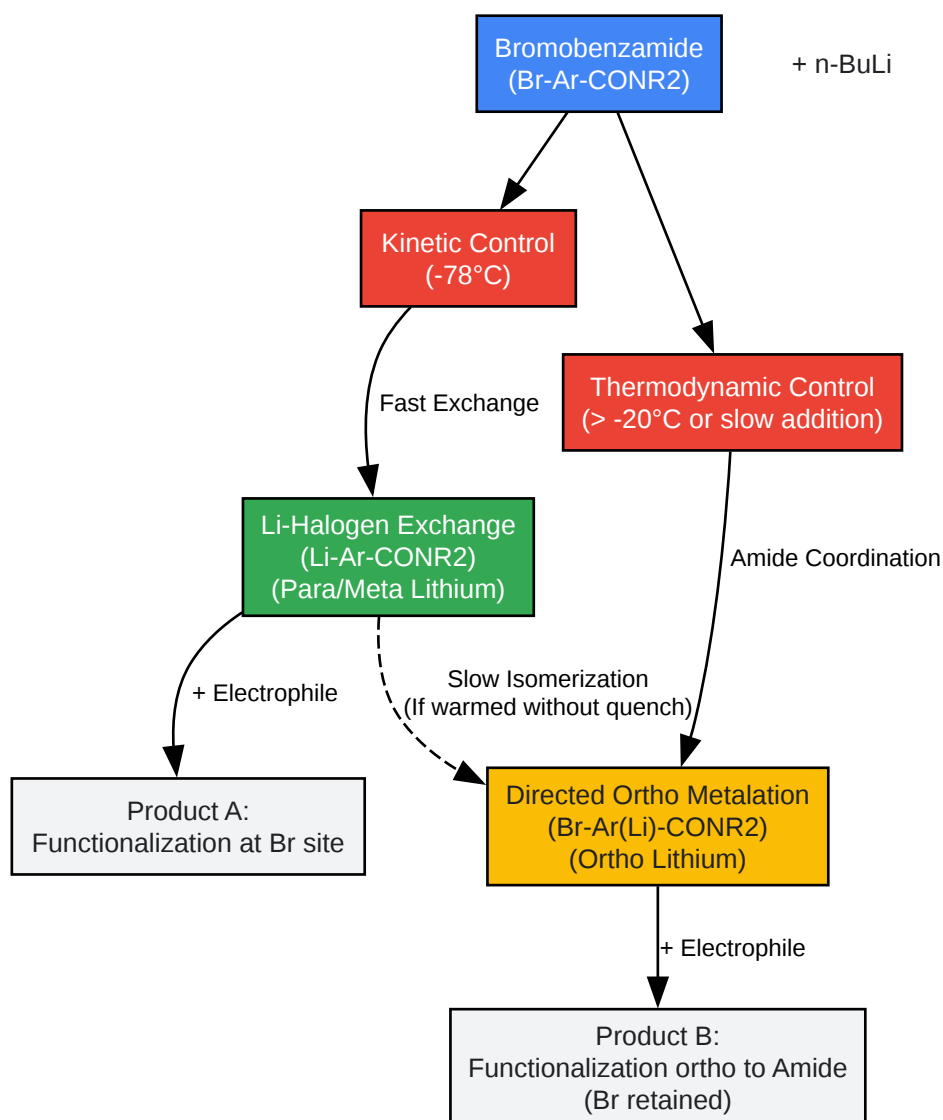 Bromobenzamide
(Br-Ar-CONR2)
+ n-BuLi
Kinetic Control
(-78°C)
Thermodynamic Control
(> -20°C or slow addition)
Fast Exchange
Li-Halogen Exchange
(Li-Ar-CONR2)
(Para/Meta Lithium)
Amide Coordination
+ Electrophile
Slow Isomerization
(If warmed without quench)
Product A:
Functionalization at Br site
Directed Ortho Metalation
(Br-Ar(Li)-CONR2)
(Ortho Lithium)
+ Electrophile
Product B:
Functionalization ortho to Amide
(Br retained)